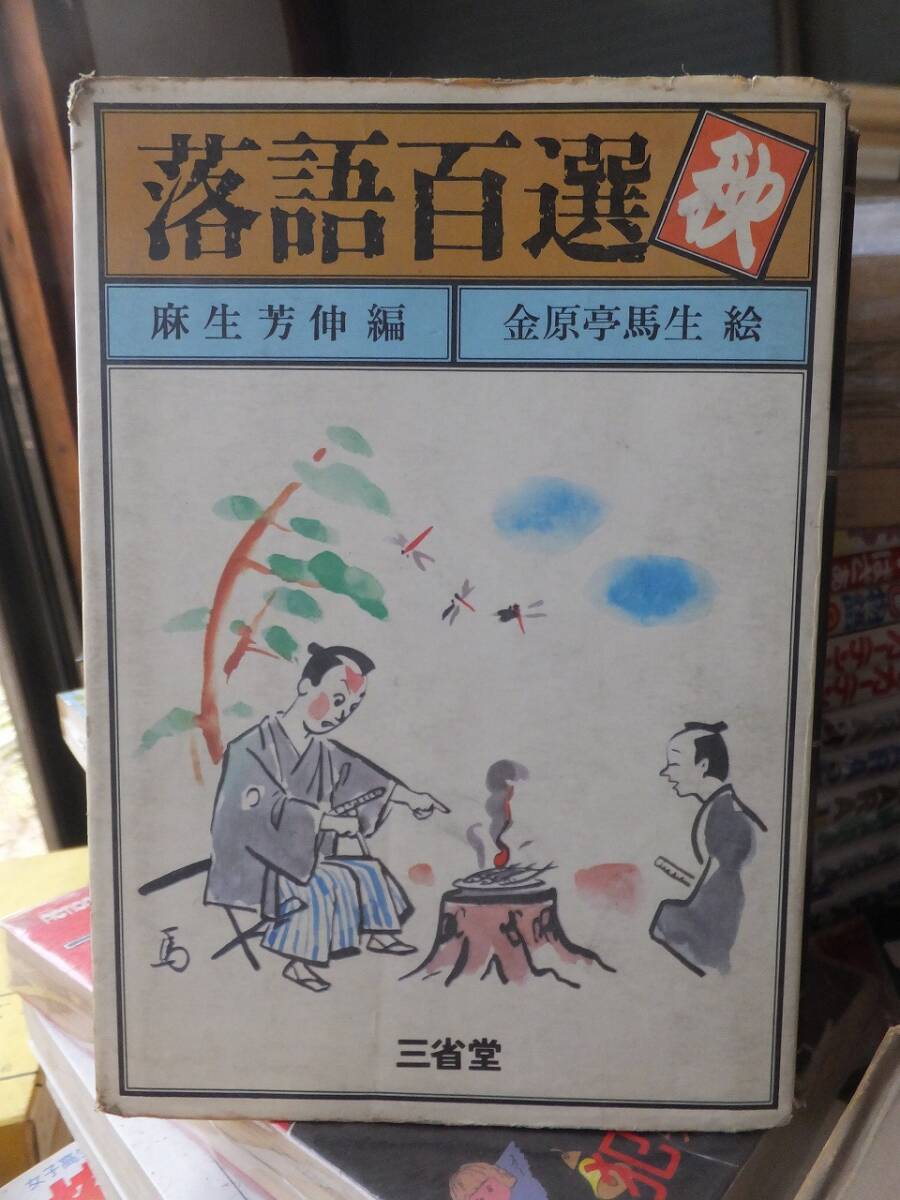 落語百選
秋
麻生芳伸編
金原亭馬生 絵
馬
三省堂